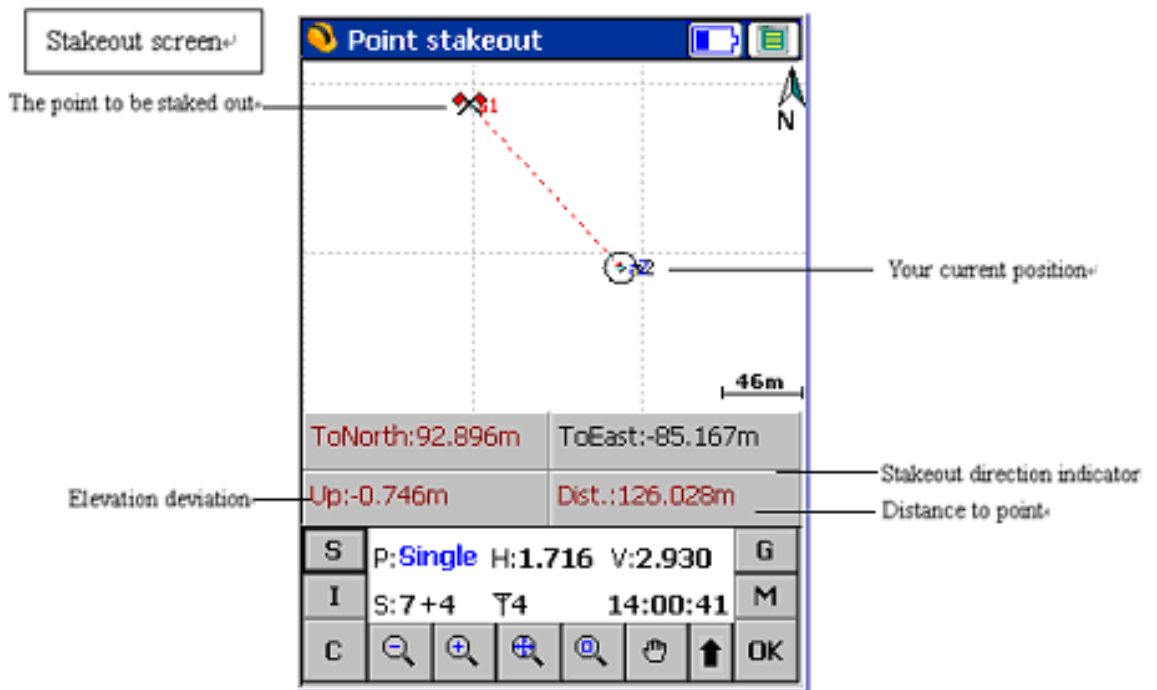 Stakeout screen
Point stakeout
The point to be staked out
N
Your current position
46m
ToNorth:92.896m
ToEast:-85.167m
Stakeout direction indicator
Elevation deviation
Up:-0.746m
Dist.:126.028m
Distance to point
S
P:Single H:1.716 V:2.930
G
I
S:7+4 4 14:00:41
M
C
OK